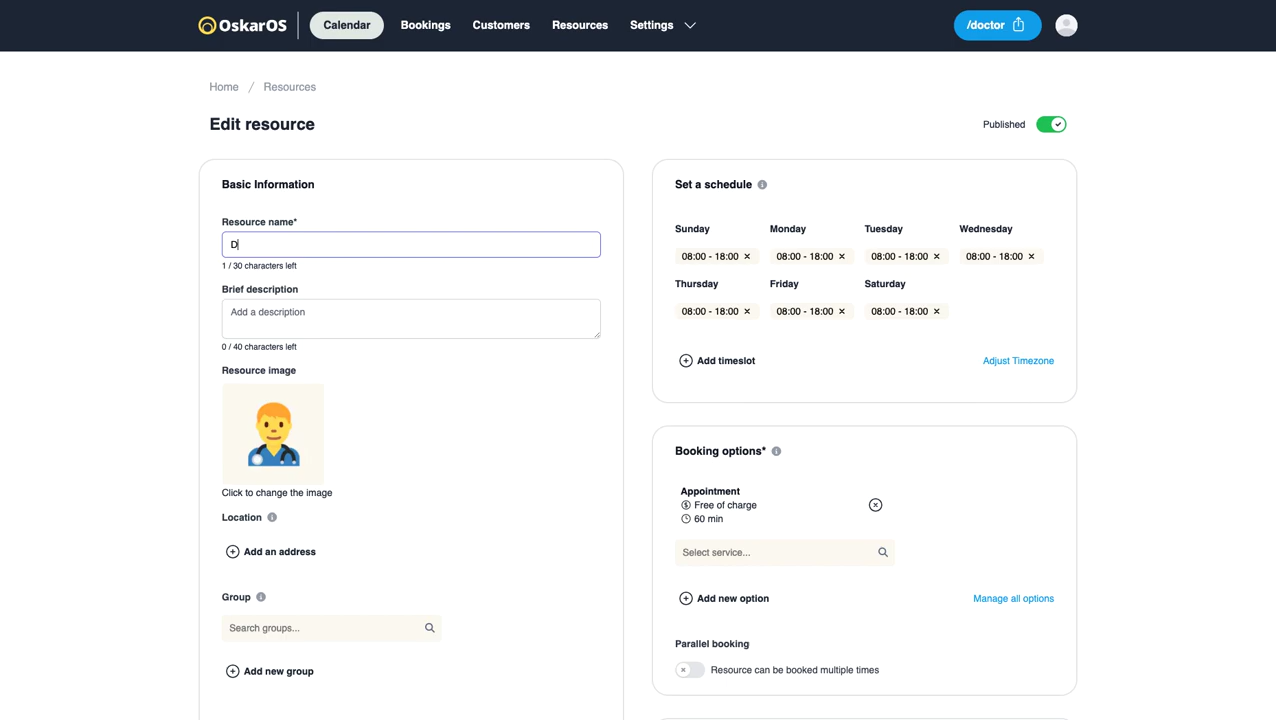 OskarOS
Calendar
Bookings
Customers
Resources
Settings
/doctor
Home / Resources
Edit resource
Published
Basic Information
Resource name*
D
1 / 30 characters left
Brief description
Add a description
0 / 40 characters left
Resource image
Click to change the image
Location
Add an address
Group
Search groups...
Add new group
Set a schedule
Sunday Monday Tuesday Wednesday
08:00 - 18:00 × 08:00 - 18:00 × 08:00 - 18:00 × 08:00 - 18:00 ×
Thursday Friday Saturday
08:00 - 18:00 × 08:00 - 18:00 × 08:00 - 18:00 ×
Add timeslot
Adjust Timezone
Booking options*
Appointment
Free of charge
60 min
Select service...
Add new option
Manage all options
Parallel booking
Resource can be booked multiple times